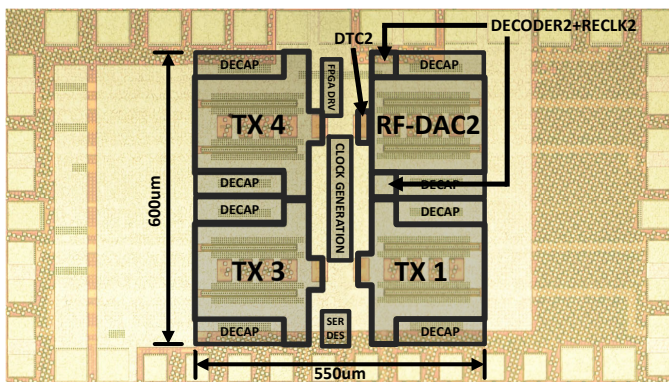 DECODER2+RECLK2
DTC2
DECAP
FPGA DRV
DECAP
TX 4
RF-DAC2
CLOCK GENERATION
600um
DECAP
DECAP
DECAP
DECAP
TX 3
TX 1
SER
DES
DECAP
DECAP
550um